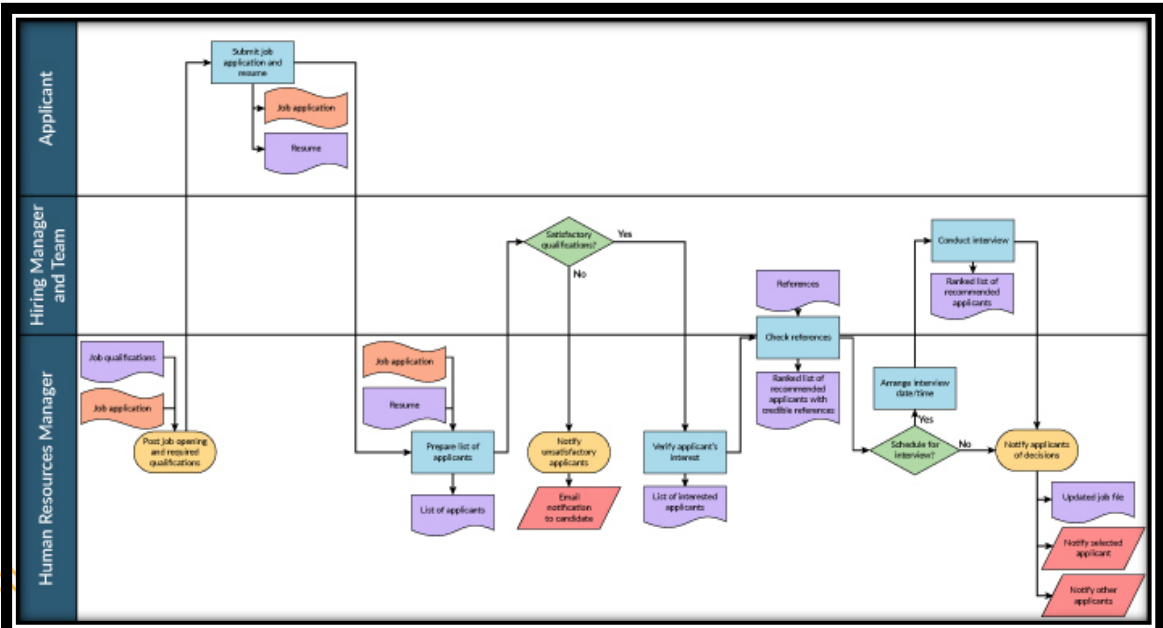 Applicant
Submit job
application and
resume
Job application
Resume
Hiring Manager
and Team
Satisfactory
qualifications?
Yes
No
References
Conduct interview
Ranked list of
recommended
applicants
Human Resources Manager
Job qualifications
Job application
Post job opening
and required
qualifications
Job application
Resume
Prepare list of
applicants
List of applicants
Notify
unsatisfactory
applicants
Email
notification
to candidate
Verify applicant's
interest
List of interested
applicants
Check references
Ranked list of
recommended
applicants with
credible references
Arrange interview
date/time
Yes
Schedule for
interview?
No
Notify applicants
of decisions
Updated job file
Notify selected
applicant
Notify other
applicants